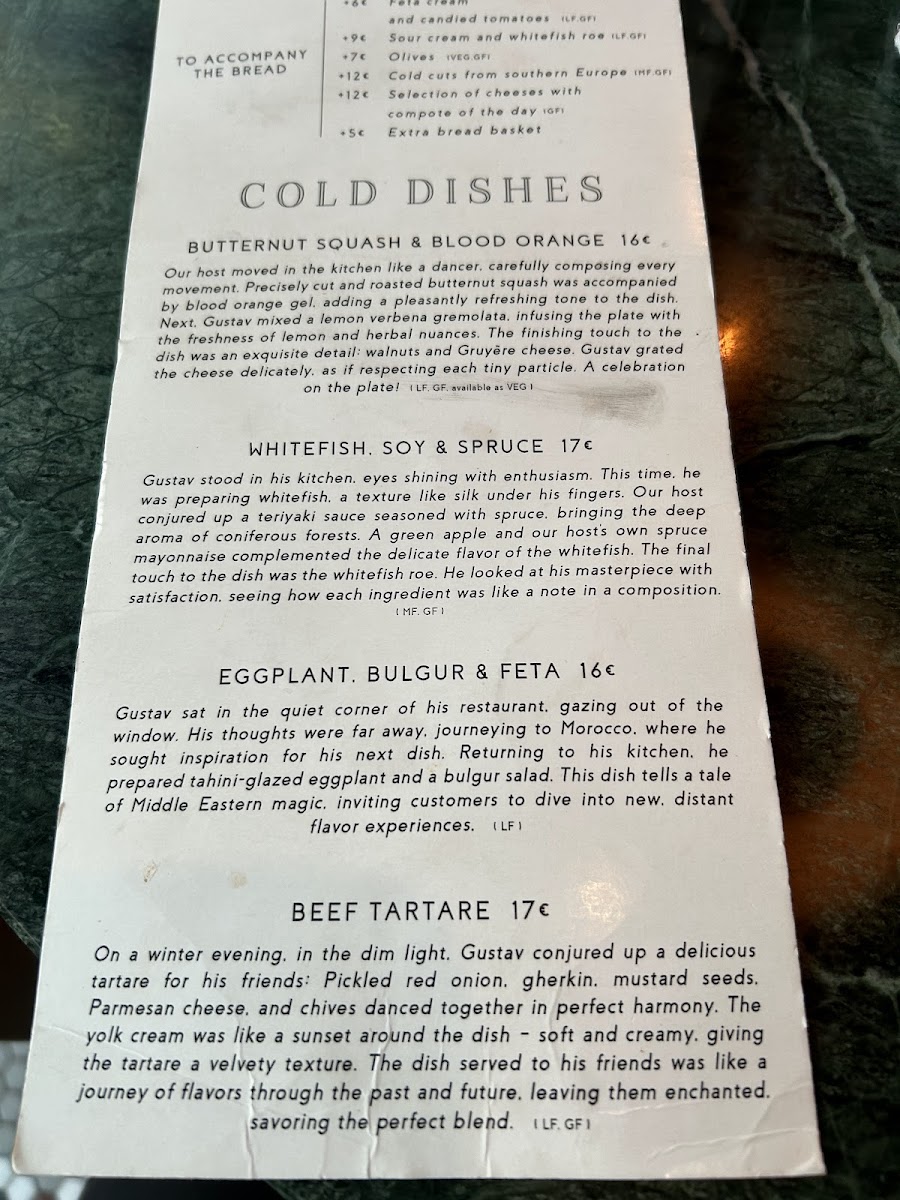 +6€ Feta cream
and candied tomatoes (LF,GF)
+9€ Sour cream and whitefish roe (LF,GF)
TO ACCOMPANY
THE BREAD
+7€ Olives (VEG,GF)
+12€ Cold cuts from southern Europe (MF,GF)
+12€ Selection of cheeses with
compote of the day (GF)
+5€ Extra bread basket
COLD DISHES
BUTTERNUT SQUASH & BLOOD ORANGE 16€
Our host moved in the kitchen like a dancer, carefully composing every
movement. Precisely cut and roasted butternut squash was accompanied
by blood orange gel, adding a pleasantly refreshing tone to the dish.
Next, Gustav mixed a lemon verbena gremolata, infusing the plate with
the freshness of lemon and herbal nuances. The finishing touch to the
dish was an exquisite detail: walnuts and Gruyère cheese. Gustav grated
the cheese delicately, as if respecting each tiny particle. A celebration
on the plate! (LF, GF, available as VEG)
WHITEFISH, SOY & SPRUCE 17€
Gustav stood in his kitchen, eyes shining with enthusiasm. This time, he
was preparing whitefish, a texture like silk under his fingers. Our host
conjured up a teriyaki sauce seasoned with spruce, bringing the deep
aroma of coniferous forests. A green apple and our host's own spruce
mayonnaise complemented the delicate flavor of the whitefish. The final
touch to the dish was the whitefish roe. He looked at his masterpiece with
satisfaction, seeing how each ingredient was like a note in a composition.
(MF, GF)
EGGPLANT, BULGUR & FETA 16€
Gustav sat in the quiet corner of his restaurant, gazing out of the
window. His thoughts were far away, journeying to Morocco, where he
sought inspiration for his next dish. Returning to his kitchen, he
prepared tahini-glazed eggplant and a bulgur salad. This dish tells a tale
of Middle Eastern magic, inviting customers to dive into new, distant
flavor experiences. (LF)
BEEF TARTARE 17€
On a winter evening, in the dim light, Gustav conjured up a delicious
tartare for his friends: Pickled red onion, gherkin, mustard seeds,
Parmesan cheese, and chives danced together in perfect harmony. The
yolk cream was like a sunset around the dish – soft and creamy, giving
the tartare a velvety texture. The dish served to his friends was like a
journey of flavors through the past and future, leaving them enchanted,
savoring the perfect blend. (LF, GF)